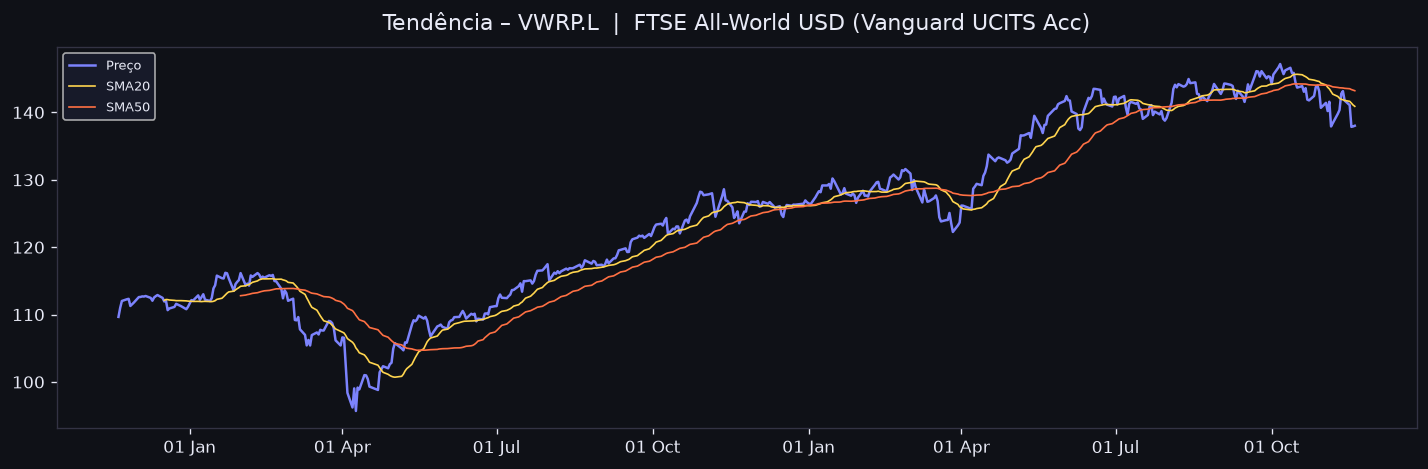 Tendência – VWRP.L | FTSE All-World USD (Vanguard UCITS Acc)
Preço
SMA20
SMA50
140
130
120
110
100
01 Jan
01 Apr
01 Jul
01 Oct
01 Jan
01 Apr
01 Jul
01 Oct